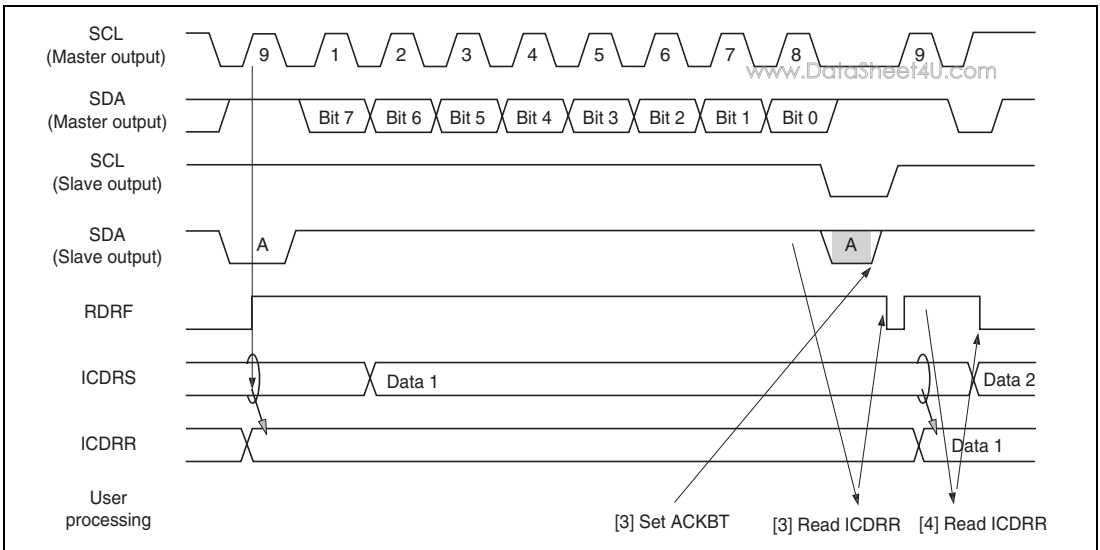 SCL
(Master output)
9 1 2 3 4 5 6 7 8 9
www.DataSheet4U.com
SDA
(Master output)
Bit 7 Bit 6 Bit 5 Bit 4 Bit 3 Bit 2 Bit 1 Bit 0
SCL
(Slave output)
SDA
(Slave output)
A A
RDRF
ICDRS
Data 1 Data 2
ICDRR
Data 1
User
processing
[3] Set ACKBT [3] Read ICDRR [4] Read ICDRR